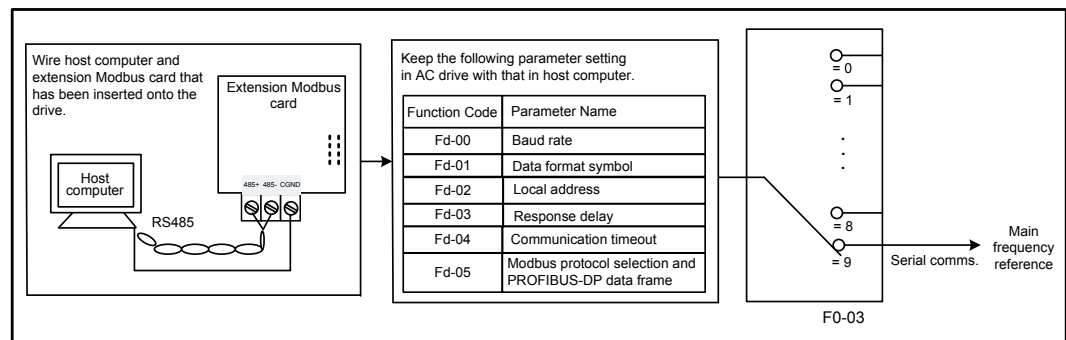 Wire host computer and
extension Modbus card that
has been inserted onto the
drive.
Extension Modbus
card
485+ 485- CGND
Host
computer
RS485
Keep the following parameter setting
in AC drive with that in host computer.
Function Code Parameter Name
Fd-00 Baud rate
Fd-01 Data format symbol
Fd-02 Local address
Fd-03 Response delay
Fd-04 Communication timeout
Fd-05 Modbus protocol selection and
PROFIBUS-DP data frame
= 0
= 1
= 8
= 9
F0-03
Serial comms.
Main
frequency
reference